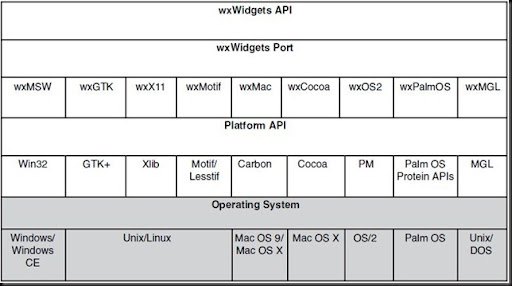 wxWidgets API
wxWidgets Port
wxMSW wxGTK wxX11 wxMotif wxMac wxCocoa wxOS2 wxPalmOS wxMGL
Platform API
Win32 GTK+ Xlib Motif/ Carbon Cocoa PM Palm OS MGL
Lesstif Protein APIs
Operating System
Windows/ Unix/Linux Mac OS 9/ Mac OS X OS/2 Palm OS Unix/
Windows Mac OS X DOS
CE